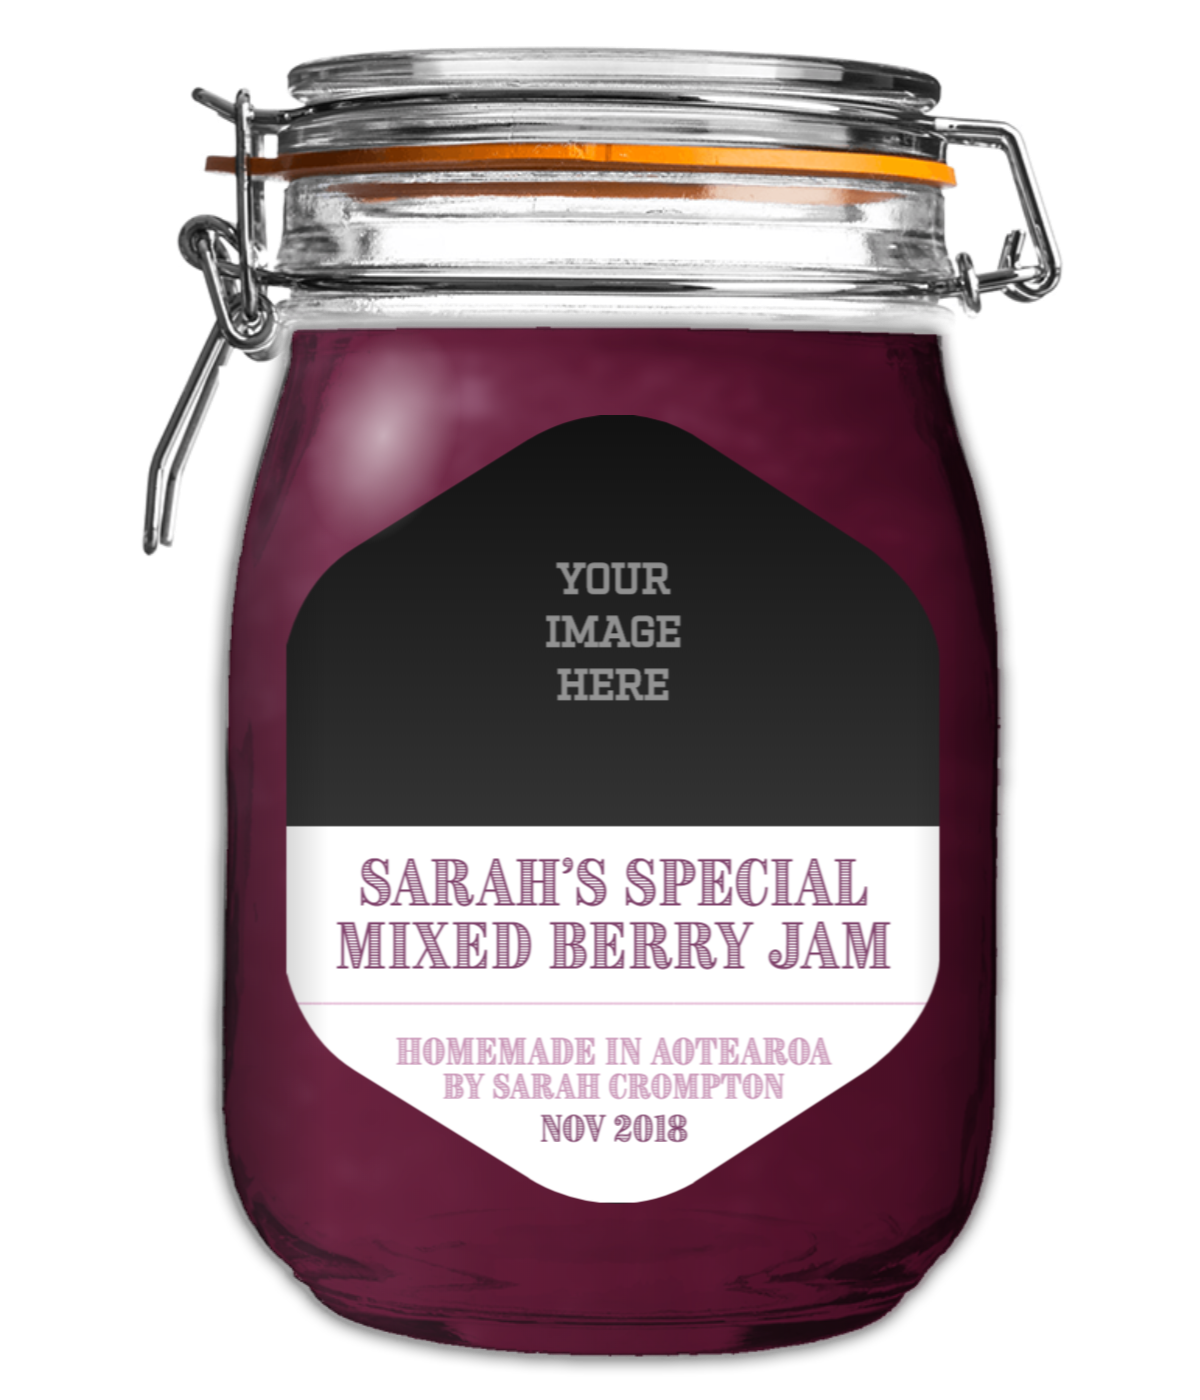 YOUR
IMAGE
HERE
SARAH'S SPECIAL
MIXED BERRY JAM
HOMEMADE IN AOTEAROA
BY SARAH CROMPTON
NOV 2018